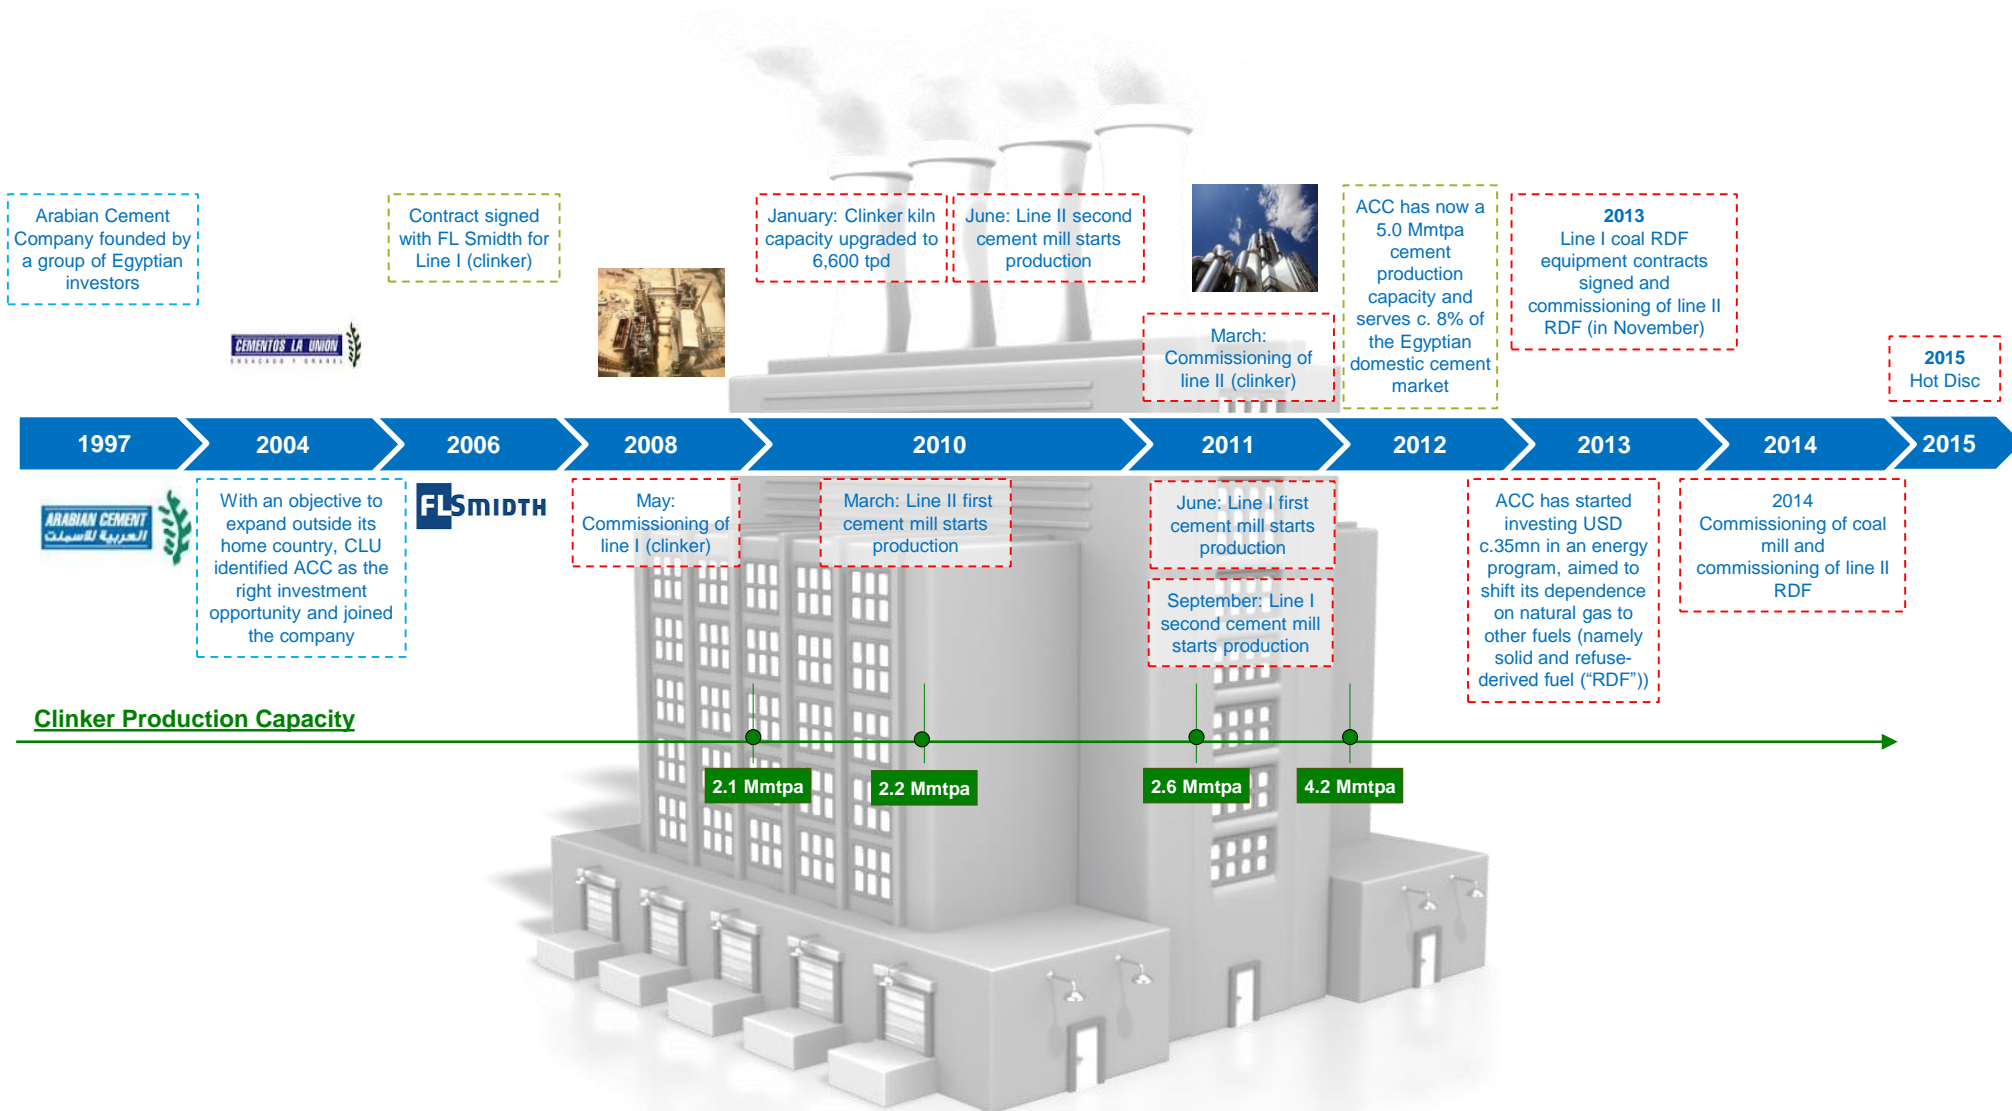 Arabian Cement
Company founded by
a group of Egyptian
investors
CEMENTOS LA UNION
ENSACADO Y GRANEL
Contract signed
with FL Smidth for
Line I (clinker)
January: Clinker kiln
capacity upgraded to
6,600 tpd
June: Line II second
cement mill starts
production
March:
Commissioning of
line II (clinker)
ACC has now a
5.0 Mmtpa
cement
production
capacity and
serves c. 8% of
the Egyptian
domestic cement
market
2013
Line I coal RDF
equipment contracts
signed and
commissioning of line II
RDF (in November)
2015
Hot Disc
1997
2004
2006
2008
2010
2011
2012
2013
2014
2015
ARABIAN CEMENT
العربية للأسمنت
With an objective to
expand outside its
home country, CLU
identified ACC as the
right investment
opportunity and joined
the company
FLSMIDTH
May:
Commissioning of
line I (clinker)
March: Line II first
cement mill starts
production
June: Line I first
cement mill starts
production
September: Line I
second cement mill
starts production
ACC has started
investing USD
c.35mn in an energy
program, aimed to
shift its dependence
on natural gas to
other fuels (namely
solid and refuse-
derived fuel (“RDF”))
2014
Commissioning of coal
mill and
commissioning of line II
RDF
Clinker Production Capacity
2.1 Mmtpa
2.2 Mmtpa
2.6 Mmtpa
4.2 Mmtpa